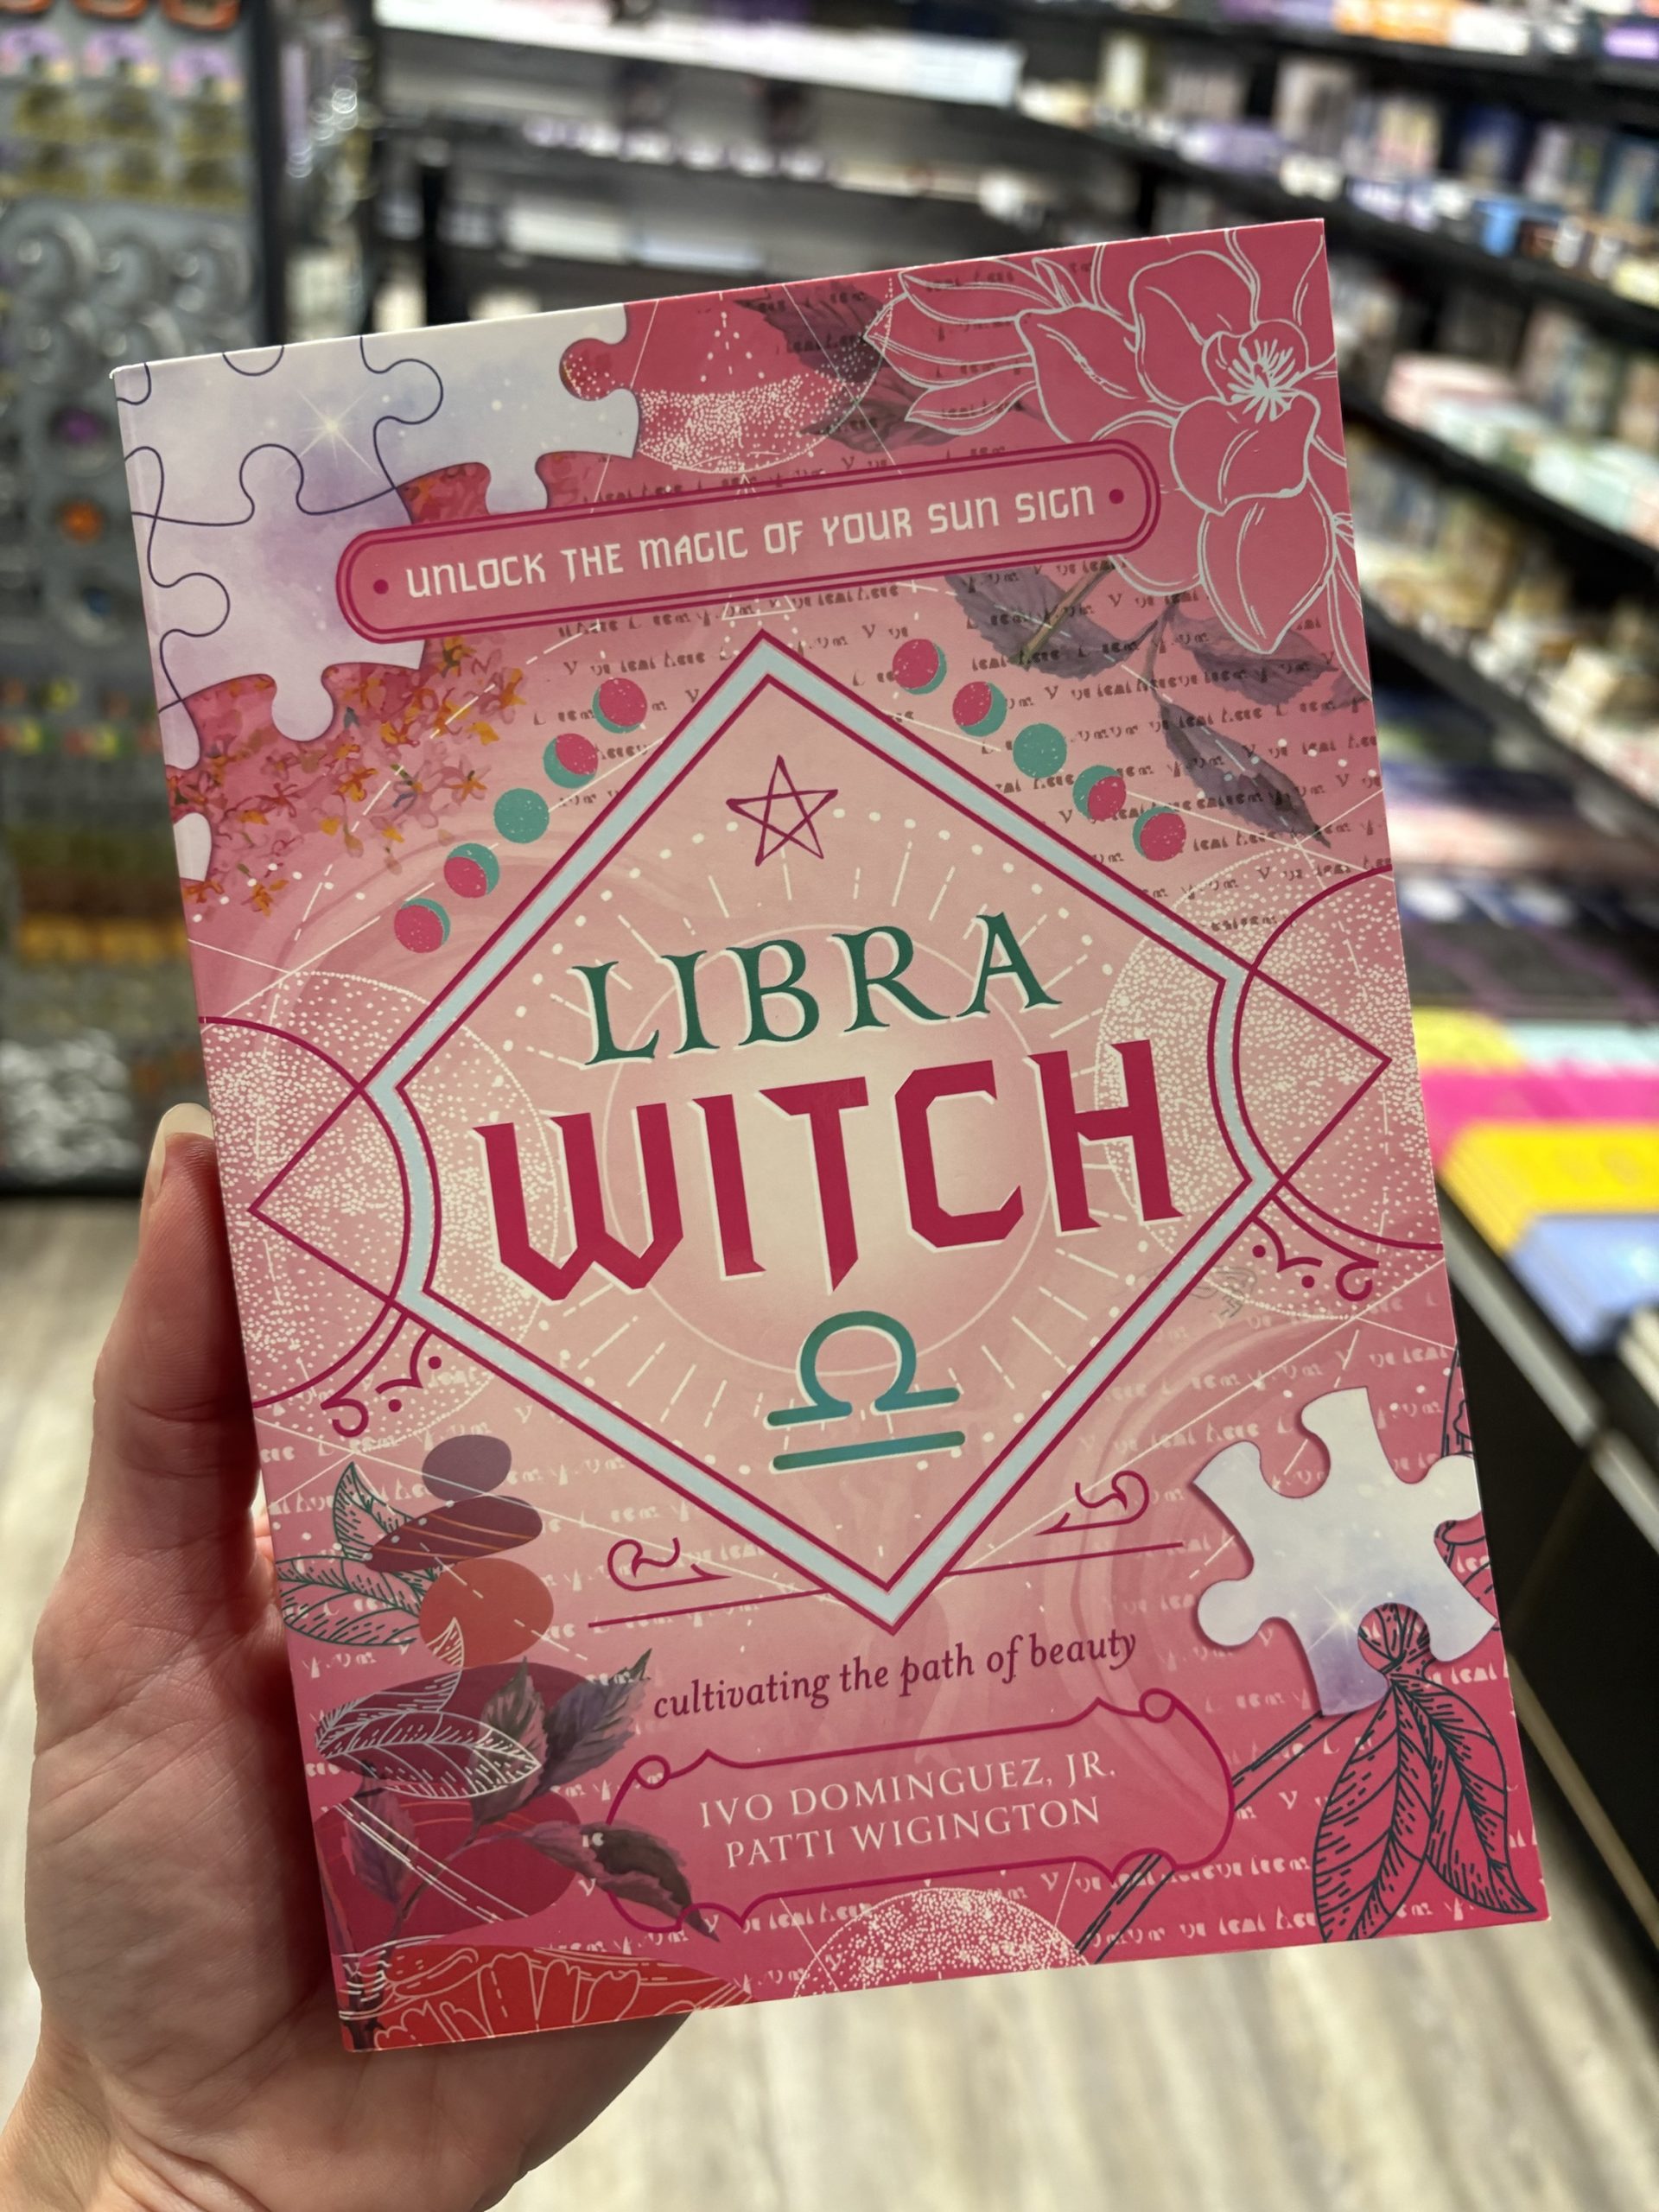 UNLOCK THE MAGIC OF YOUR SUN SIGN
LIBRA
WITCH
cultivating the path of beauty
IVO DOMINGUEZ, JR.
PATTI WIGINGTON